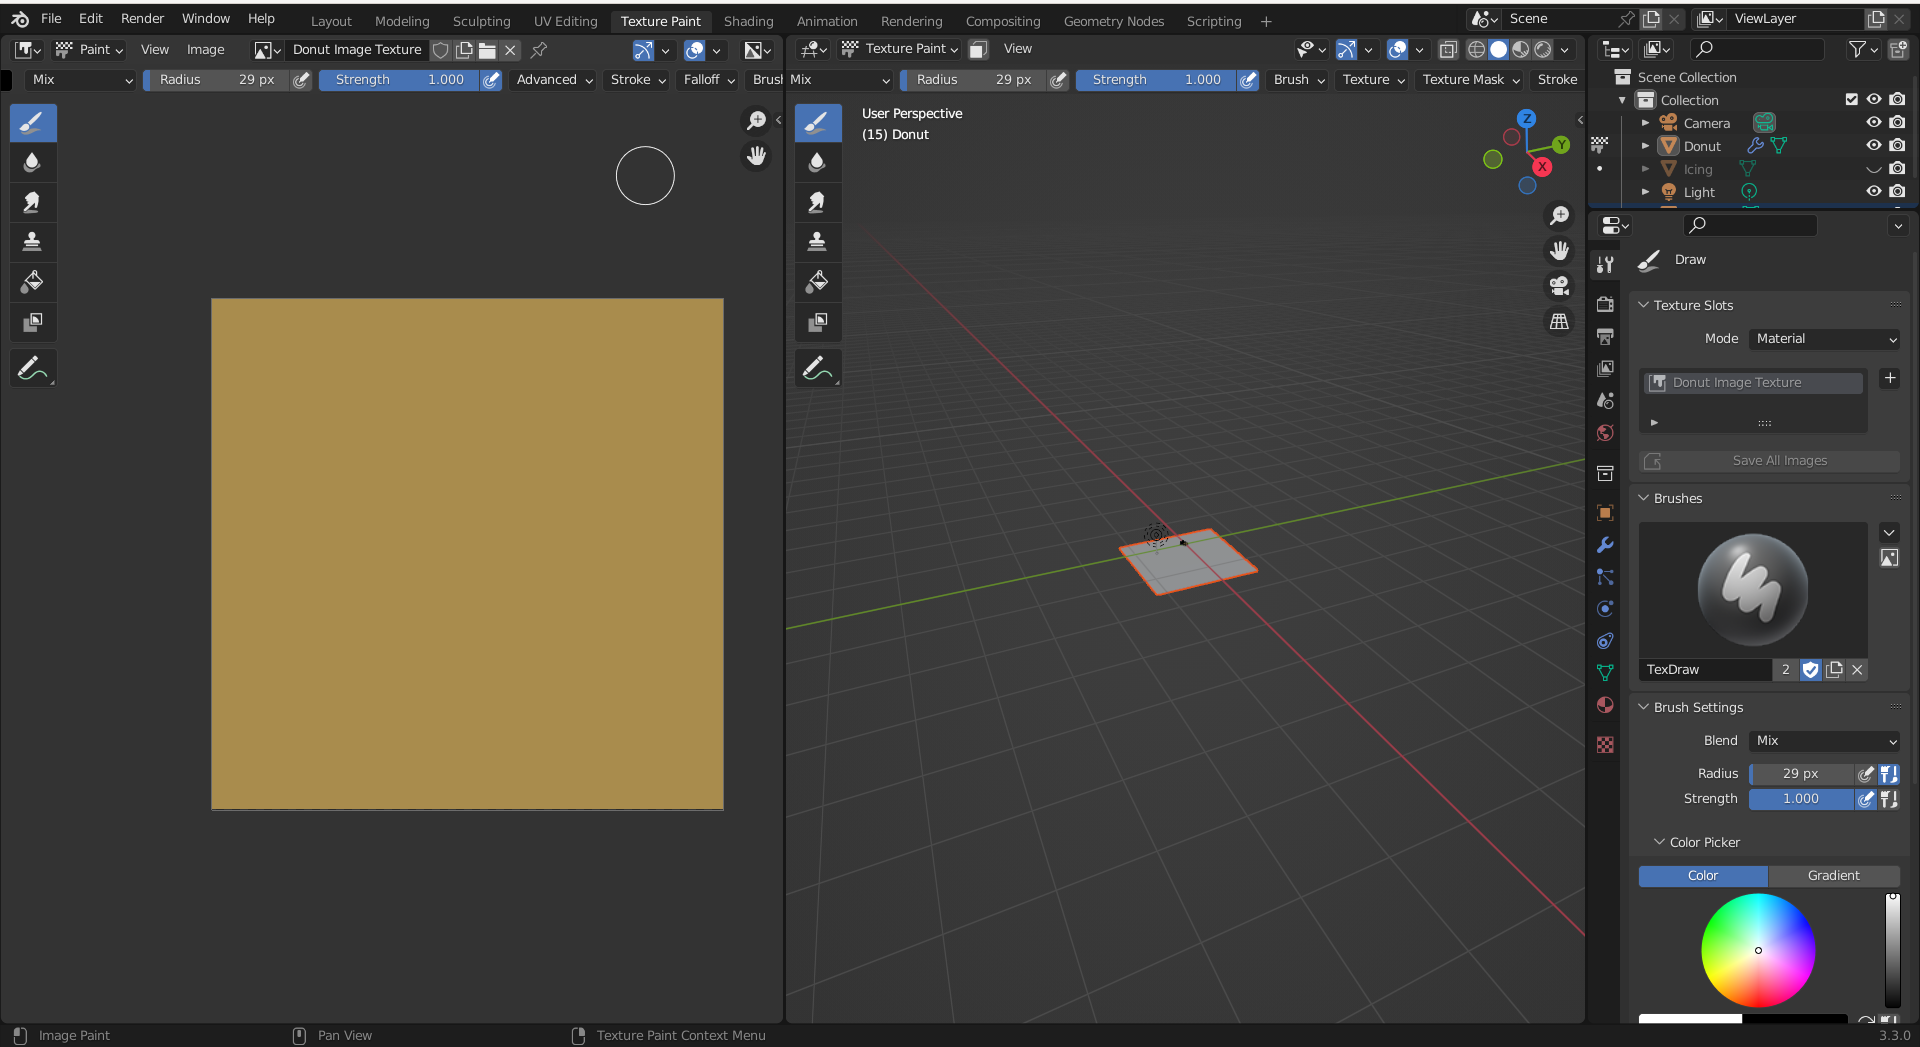 File Edit Render Window Help Layout Modeling Sculpting UV Editing Texture Paint Shading Animation Rendering Compositing Geometry Nodes Scripting + Scene ViewLayer
Paint View Image Donut Image Texture Texture Paint View
Mix Radius 29 px Strength 1.000 Advanced Stroke Falloff Brush Mix Radius 29 px Strength 1.000 Brush Texture Texture Mask Stroke
Scene Collection
Collection
Camera
Donut
Icing
Light
User Perspective
(15) Donut
Z
Y
X
Draw
Texture Slots
Mode Material
Donut Image Texture
Save All Images
Brushes
TexDraw 2
Brush Settings
Blend Mix
Radius 29 px
Strength 1.000
Color Picker
Color Gradient
Image Paint Pan View Texture Paint Context Menu 3.3.0